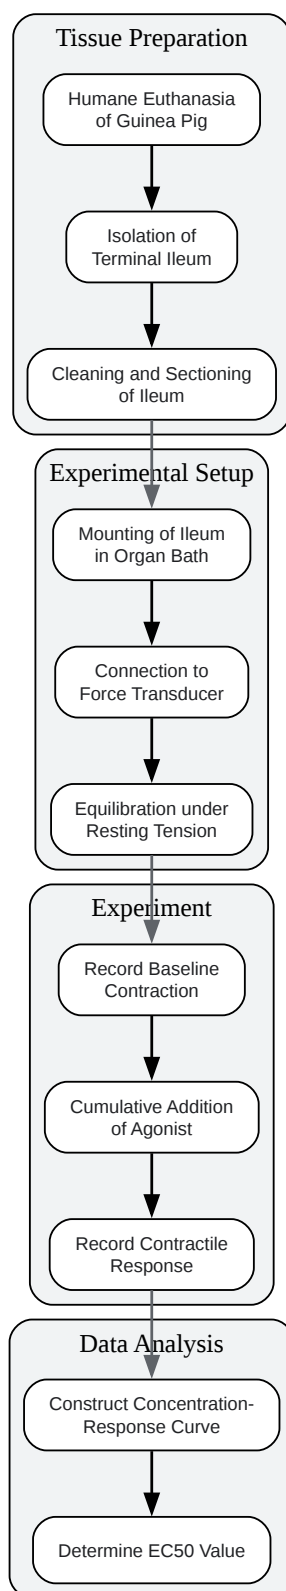 Tissue Preparation
Humane Euthanasia
of Guinea Pig
Isolation of
Terminal Ileum
Cleaning and Sectioning
of Ileum
Experimental Setup
Mounting of Ileum
in Organ Bath
Connection to
Force Transducer
Equilibration under
Resting Tension
Experiment
Record Baseline
Contraction
Cumulative Addition
of Agonist
Record Contractile
Response
Data Analysis
Construct Concentration-
Response Curve
Determine EC50 Value